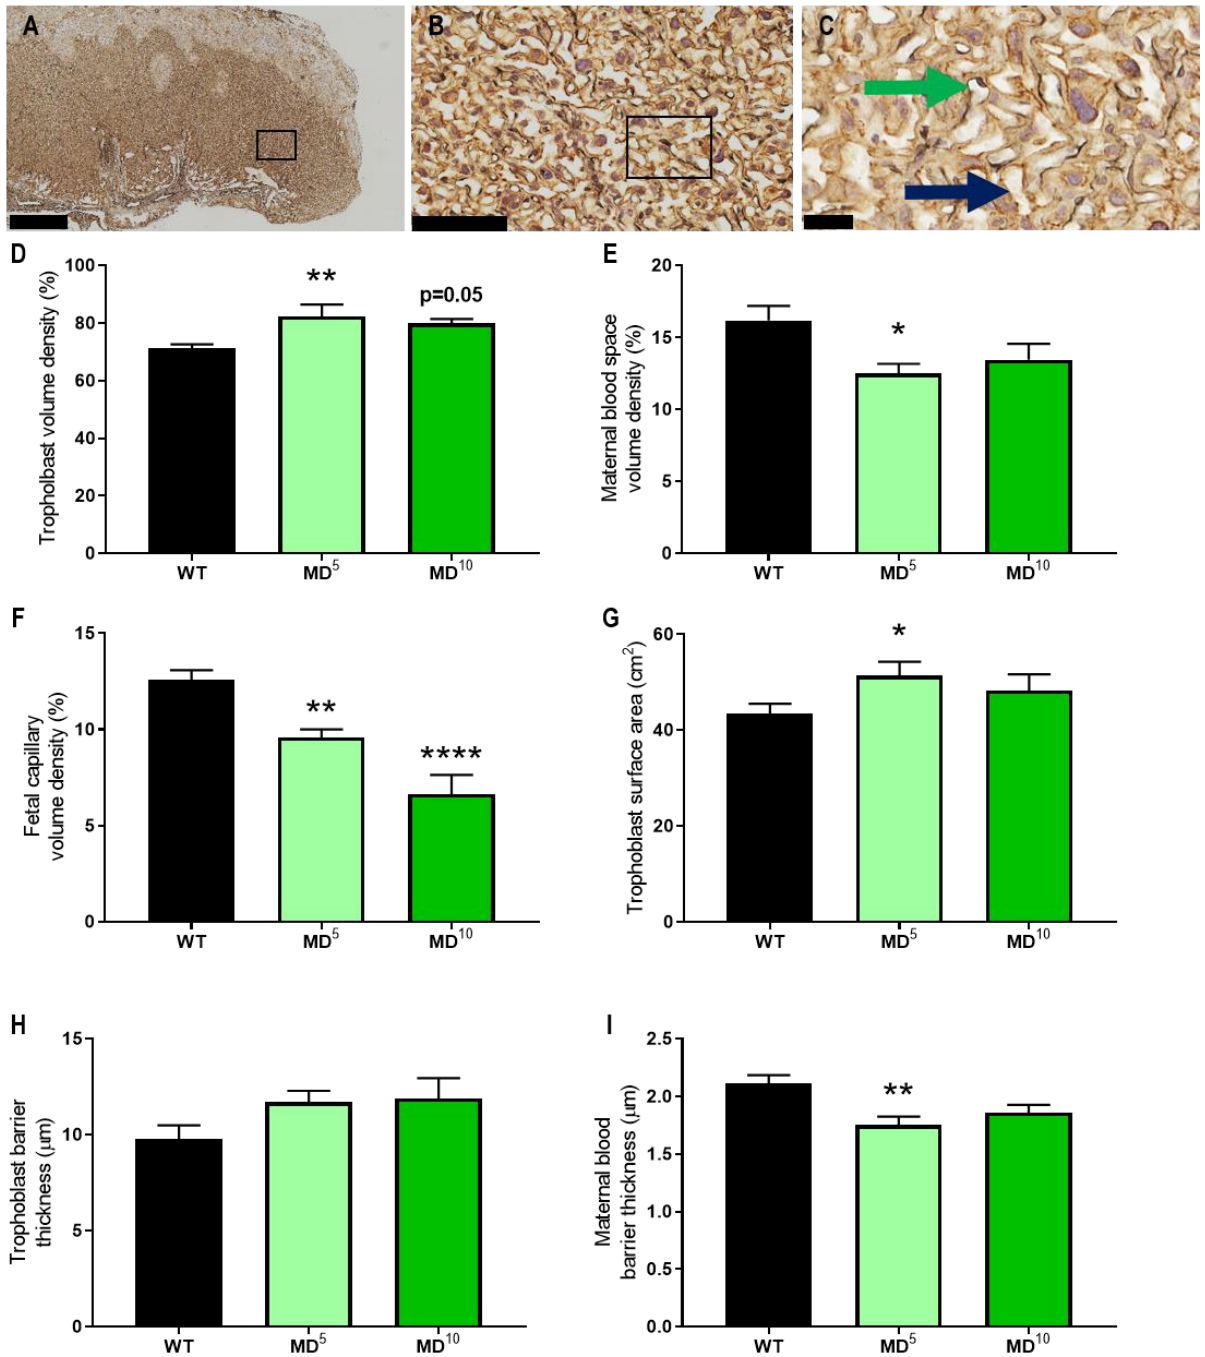 A
B
C
D
Tropholbast volume density (%)
100
80
60
40
20
0
**
p=0.05
WT
MD⁵
MD¹⁰
E
Maternal blood space
volume density (%)
20
15
10
5
0
*
WT
MD⁵
MD¹⁰
F
Fetal capillary
volume density (%)
15
10
5
0
**
****
WT
MD⁵
MD¹⁰
G
Trophoblast surface area (cm²)
60
40
20
0
*
WT
MD⁵
MD¹⁰
H
Trophoblast barrier
thickness (μm)
15
10
5
0
WT
MD⁵
MD¹⁰
I
Maternal blood
barrier thickness (μm)
2.5
2.0
1.5
1.0
0.5
0.0
**
WT
MD⁵
MD¹⁰